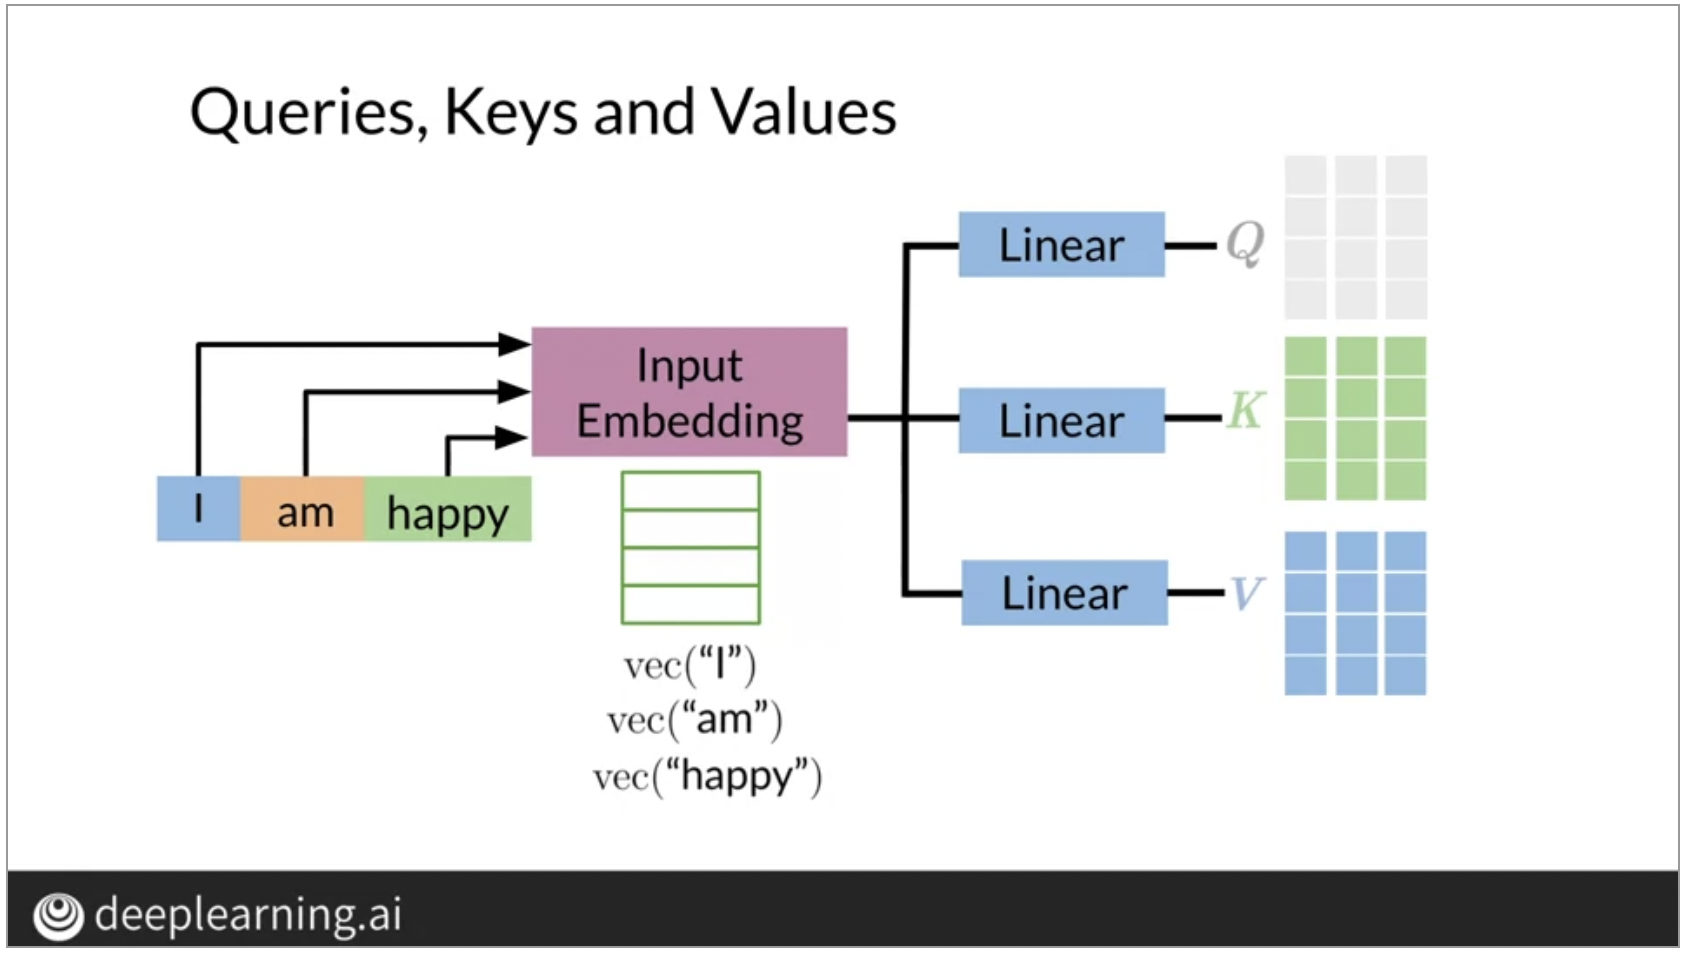 Queries, Keys and Values
Linear
Q
Input
Embedding
Linear
K
I am happy
Linear
V
vec(“I”)
vec(“am”)
vec(“happy”)
deeplearning.ai